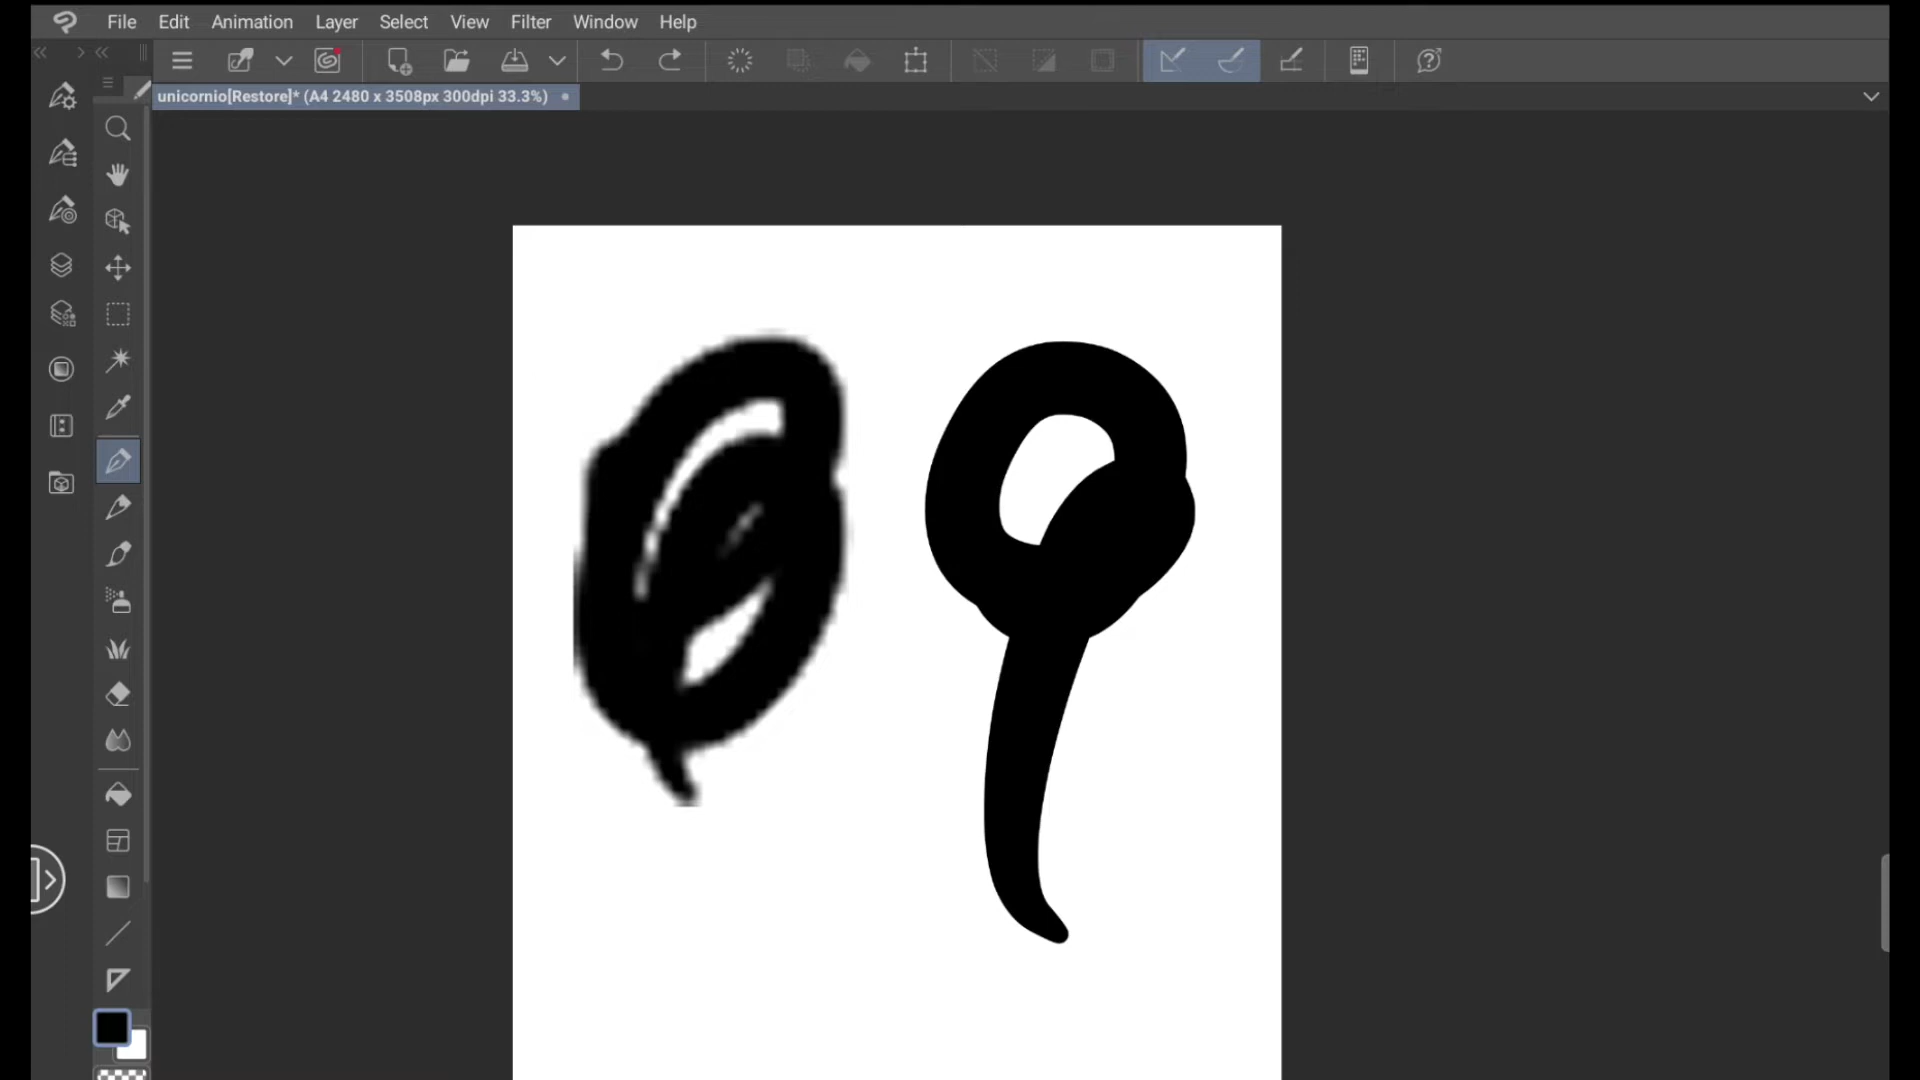 File Edit Animation Layer Select View Filter Window Help
unicornio[Restore]* (A4 2480 x 3508px 300dpi 33.3%)